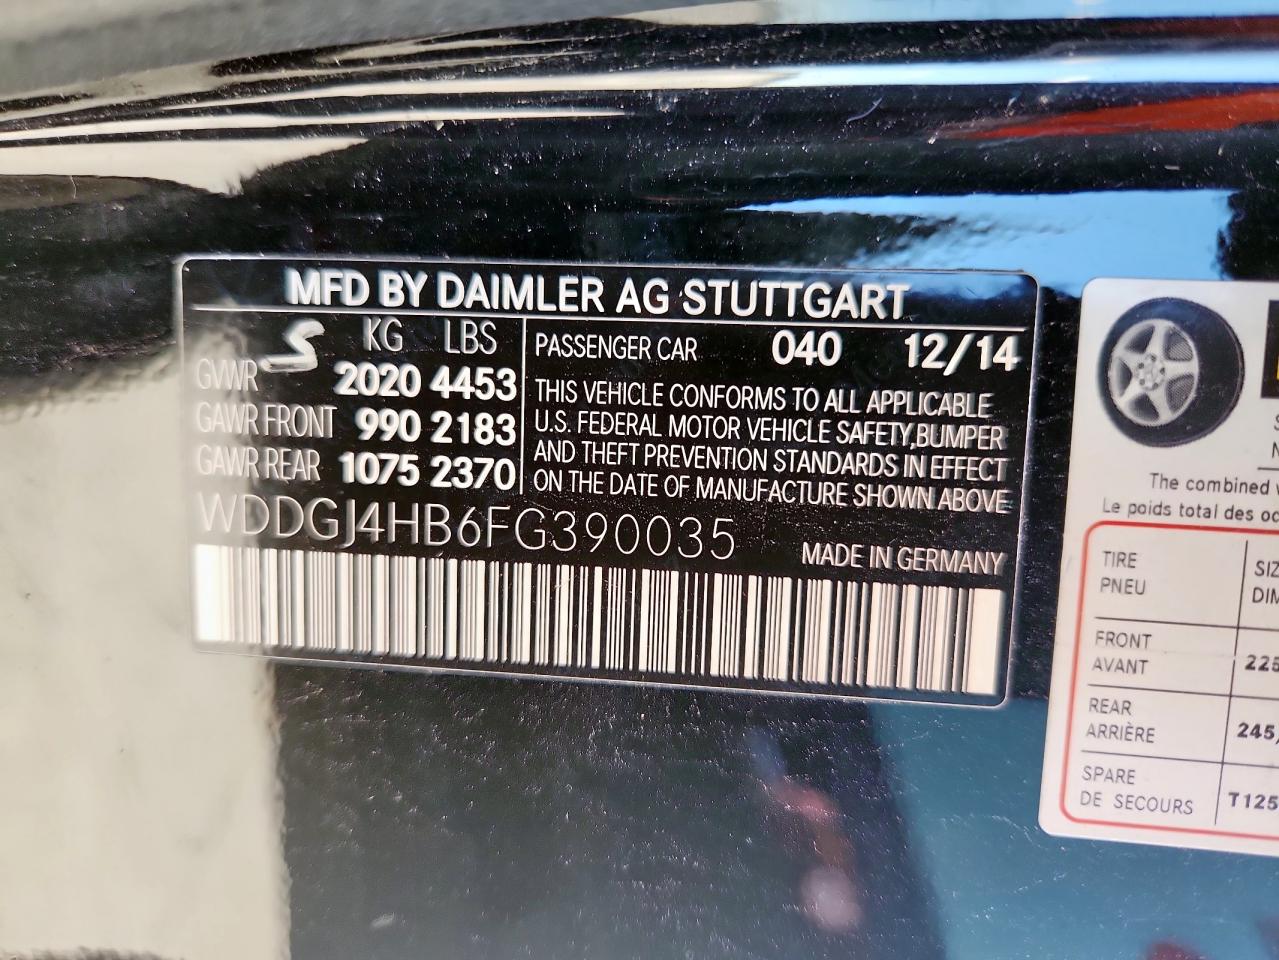 MFD BY DAIMLER AG STUTTGART
S KG LBS
GVWR 2020 4453
GAWR FRONT 990 2183
GAWR REAR 1075 2370
PASSENGER CAR 040 12/14
THIS VEHICLE CONFORMS TO ALL APPLICABLE
U.S. FEDERAL MOTOR VEHICLE SAFETY,BUMPER
AND THEFT PREVENTION STANDARDS IN EFFECT
ON THE DATE OF MANUFACTURE SHOWN ABOVE
WDDGJ4HB6FG390035
MADE IN GERMANY
The combined
Le poids total des
TIRE
PNEU
FRONT
AVANT
225
REAR
ARRIÈRE
245/
SPARE
DE SECOURS
T125